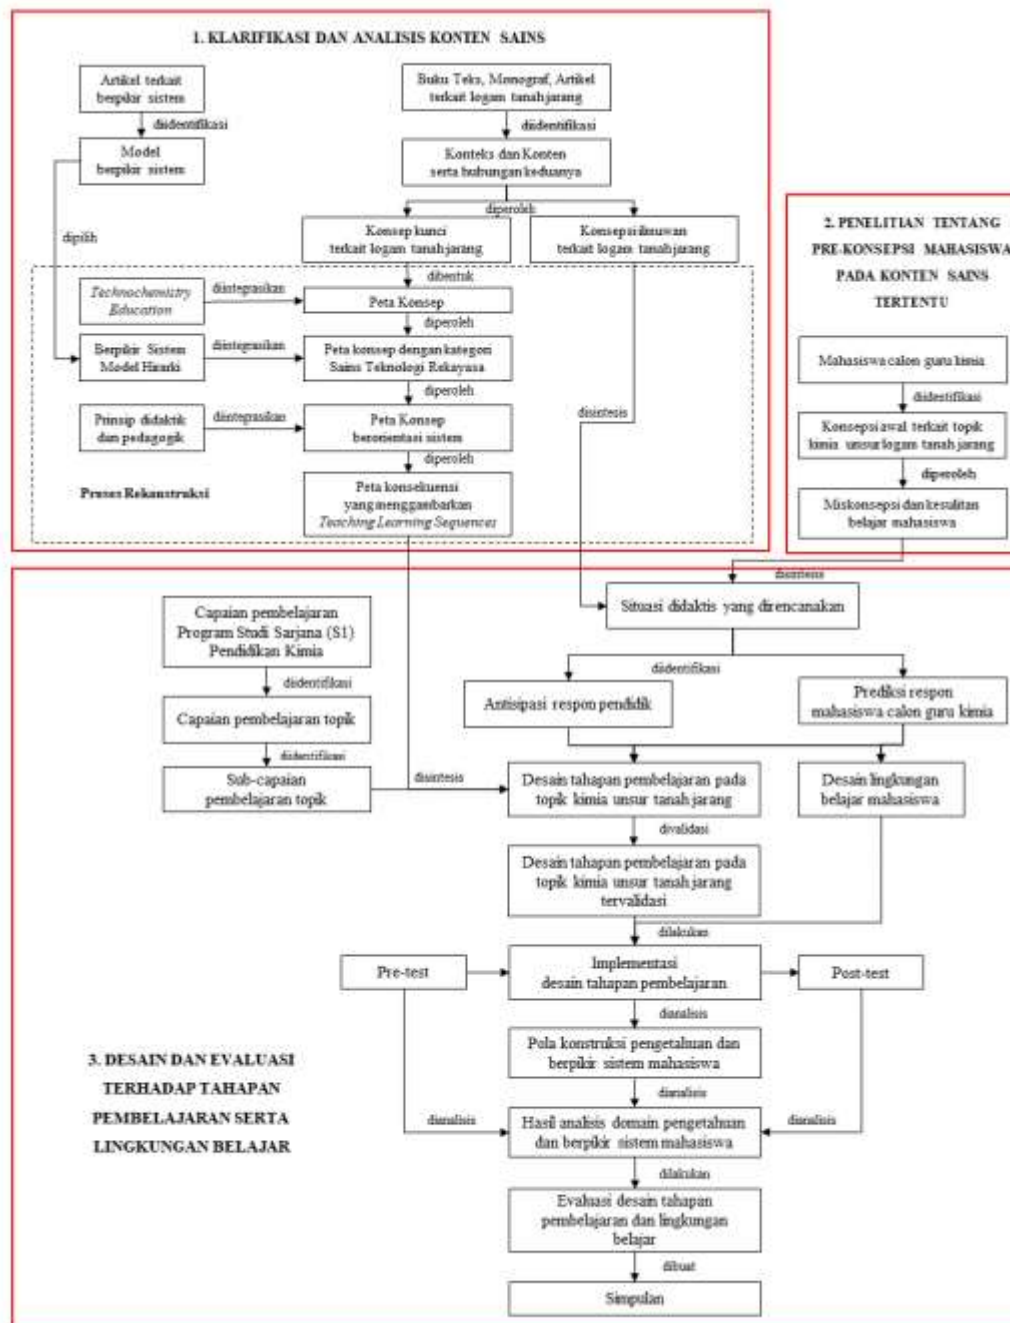 1. KLARIFIKASI DAN ANALISIS KONTEN SAINS
Artikel terkait
berpikir sistem
diidentifikasi
Model
berpikir sistem
dipilih
Buku Teks, Monograf, Artikel
terkait logam tanah jarang
diidentifikasi
Konteks dan Konten
serta hubungan keduanya
diperoleh
Konsep kunci
terkait logam tanah jarang
Konsepsi ilmuwan
terkait logam tanah jarang
dibentuk
Technochemistry
Education
diintegrasikan
Peta Konsep
diperoleh
Berpikir Sistem
Model Hirarki
diintegrasikan
Peta konsep dengan kategori
Sains Teknologi Rekayasa
diperoleh
Prinsip didaktik
dan pedagogik
diintegrasikan
Peta Konsep
berorientasi sistem
diperoleh
Proses Rekonstruksi
Peta konsekuensi
yang menggambarkan
Teaching Learning Sequences
disintesis
2. PENELITIAN TENTANG
PRE-KONSEPSI MAHASISWA
PADA KONTEN SAINS
TERTENTU
Mahasiswa calon guru kimia
diidentifikasi
Konsepsi awal terkait topik
kimia unsur logam tanah jarang
diperoleh
Miskonsepsi dan kesulitan
belajar mahasiswa
disintesis
Situasi didaktis yang direncanakan
diidentifikasi
Antisipasi respon pendidik
Prediksi respon
mahasiswa calon guru kimia
Capaian pembelajaran
Program Studi Sarjana (S1)
Pendidikan Kimia
diidentifikasi
Capaian pembelajaran topik
diidentifikasi
Sub-capaian
pembelajaran topik
disintesis
Desain tahapan pembelajaran pada
topik kimia unsur tanah jarang
Desain lingkungan
belajar mahasiswa
divalidasi
Desain tahapan pembelajaran pada
topik kimia unsur tanah jarang
tervalidasi
dilakukan
Pre-test
Implementasi
desain tahapan pembelajaran
Post-test
dianalisis
Pola konstruksi pengetahuan dan
berpikir sistem mahasiswa
dianalisis
3. DESAIN DAN EVALUASI
TERHADAP TAHAPAN
PEMBELAJARAN SERTA
LINGKUNGAN BELAJAR
dianalisis
Hasil analisis domain pengetahuan
dan berpikir sistem mahasiswa
dianalisis
dilakukan
Evaluasi desain tahapan
pembelajaran dan lingkungan
belajar
dibuat
Simpulan